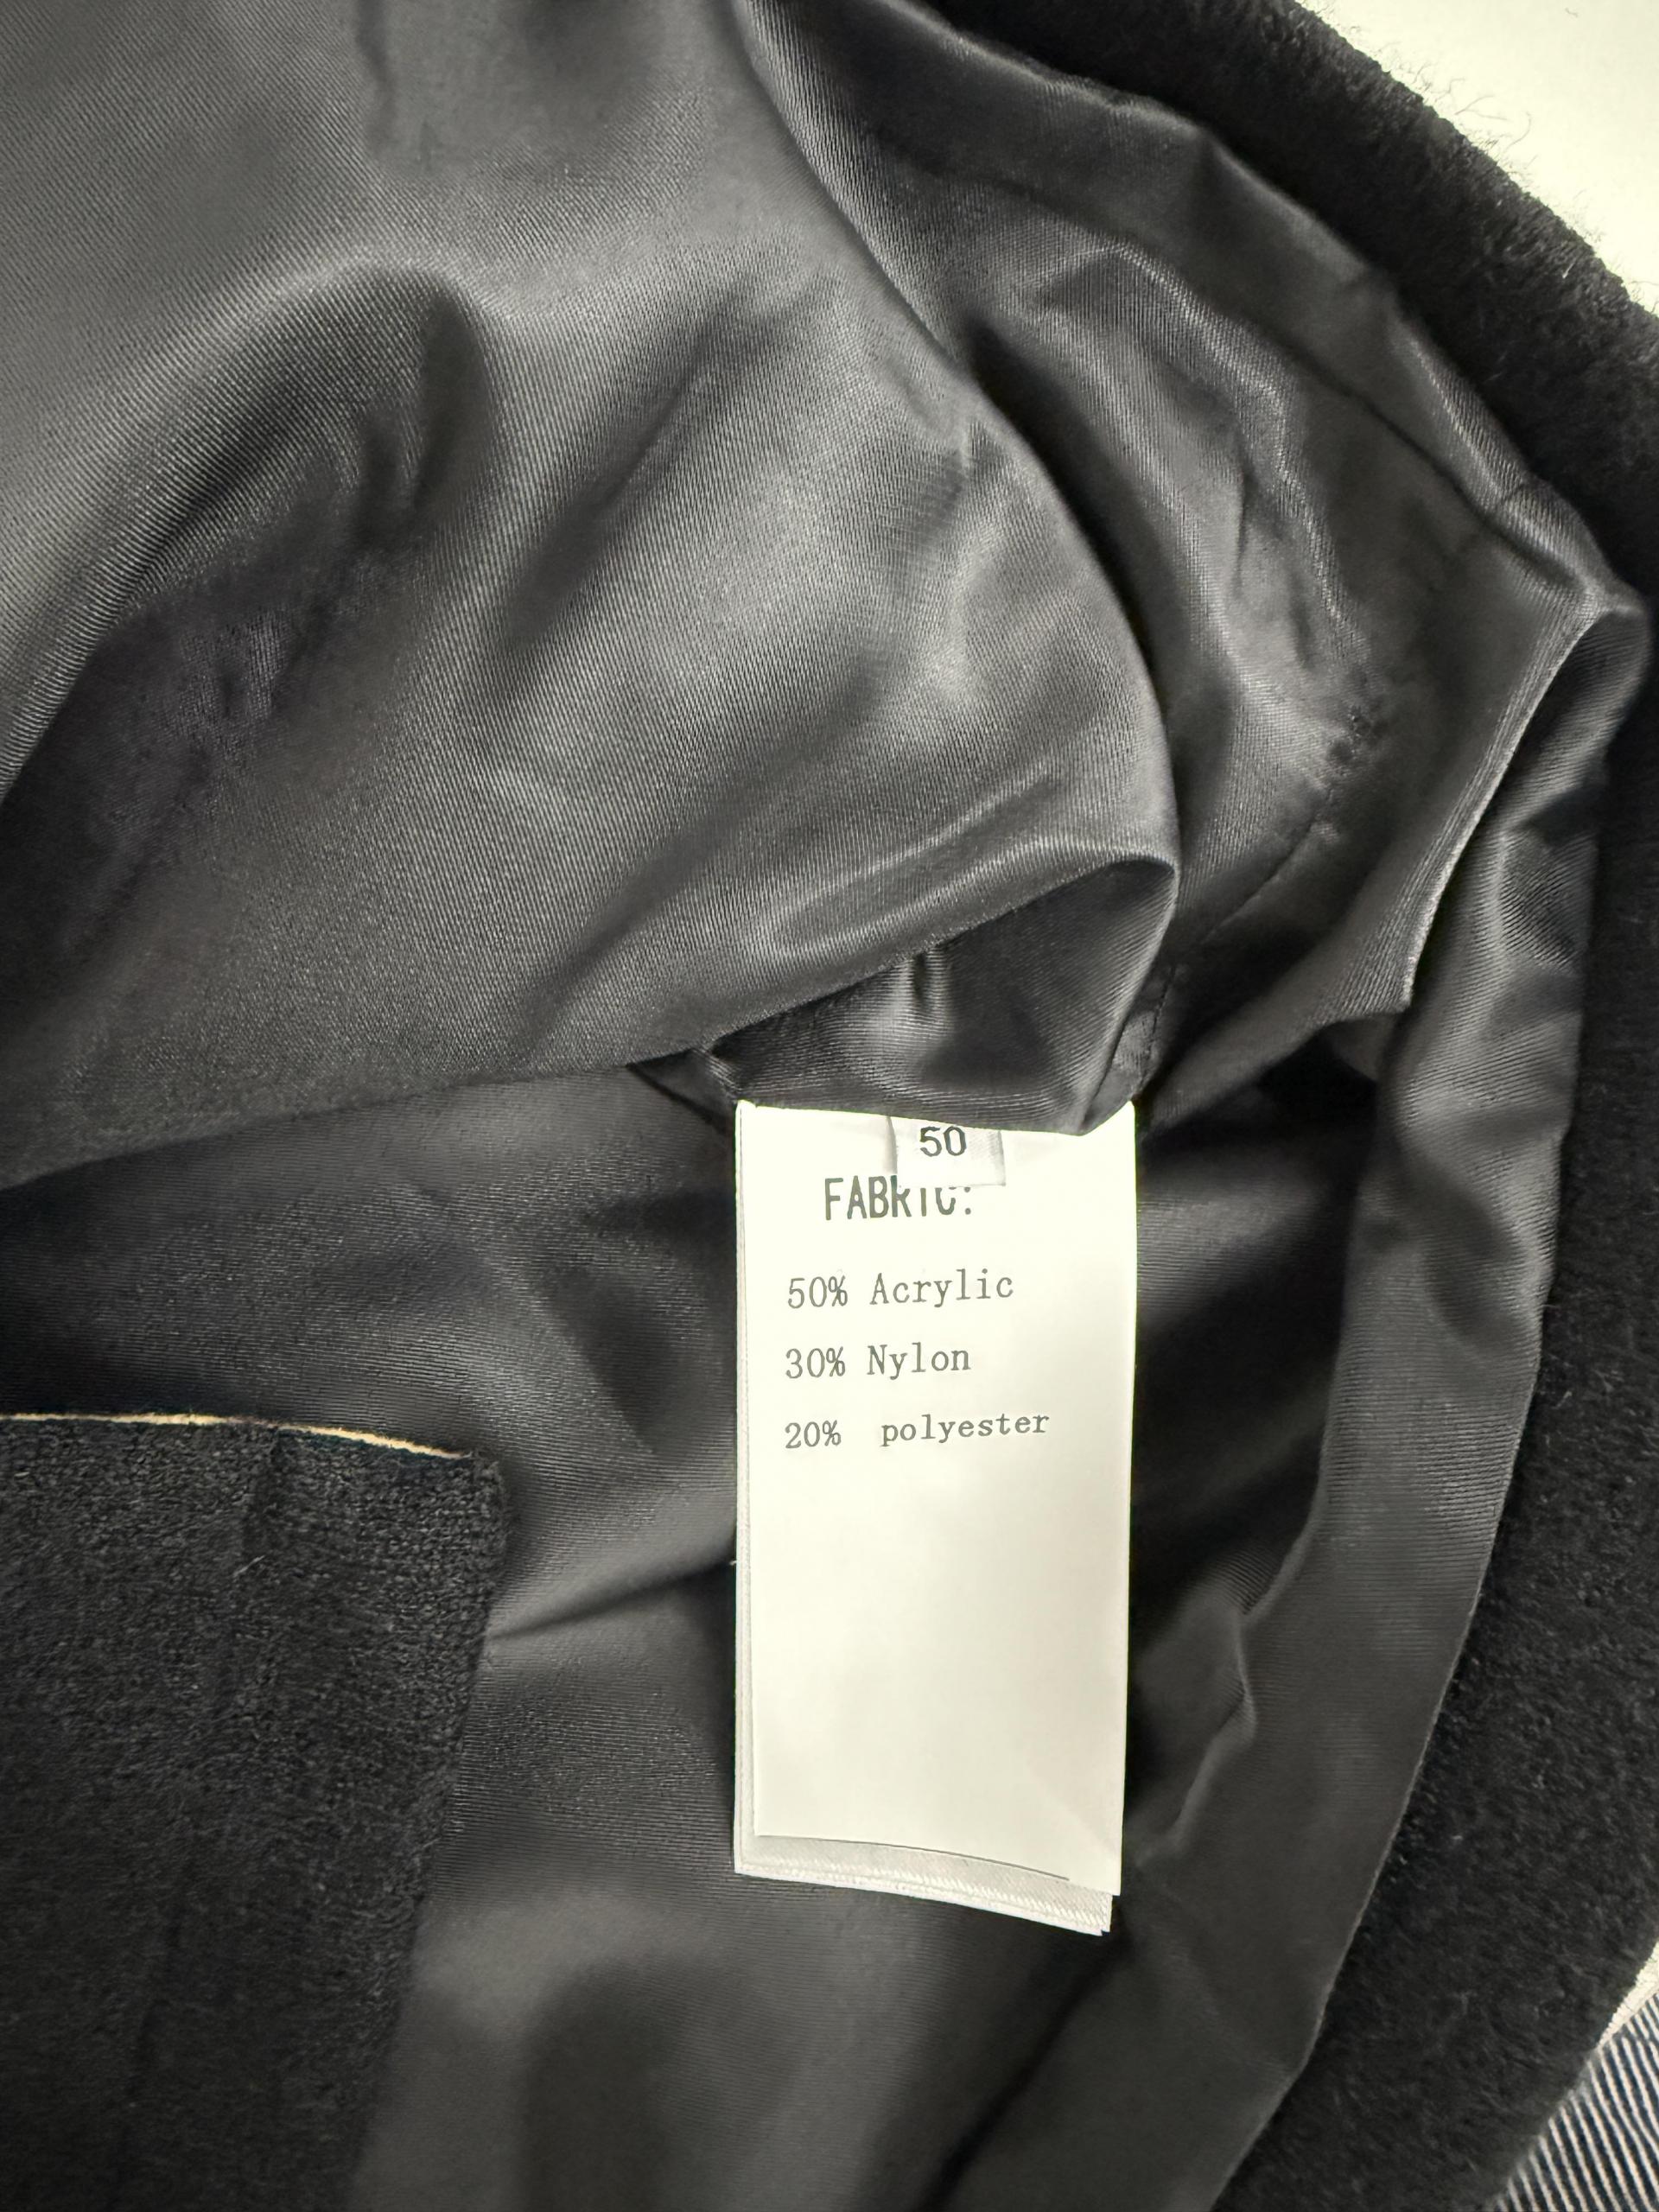 50
FABRIC:
50% Acrylic
30% Nylon
20% polyester